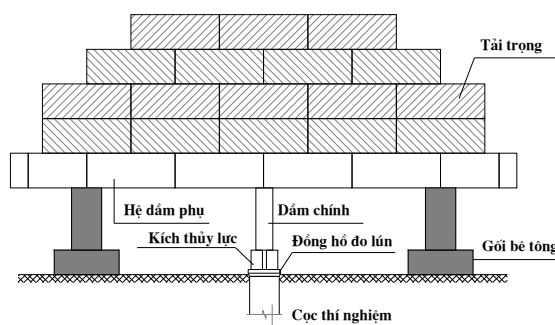 Tải trọng
Hệ dầm phụ
Dầm chính
Kích thủy lực
Đồng hồ đo lún
Gối bê tông
Cọc thí nghiệm